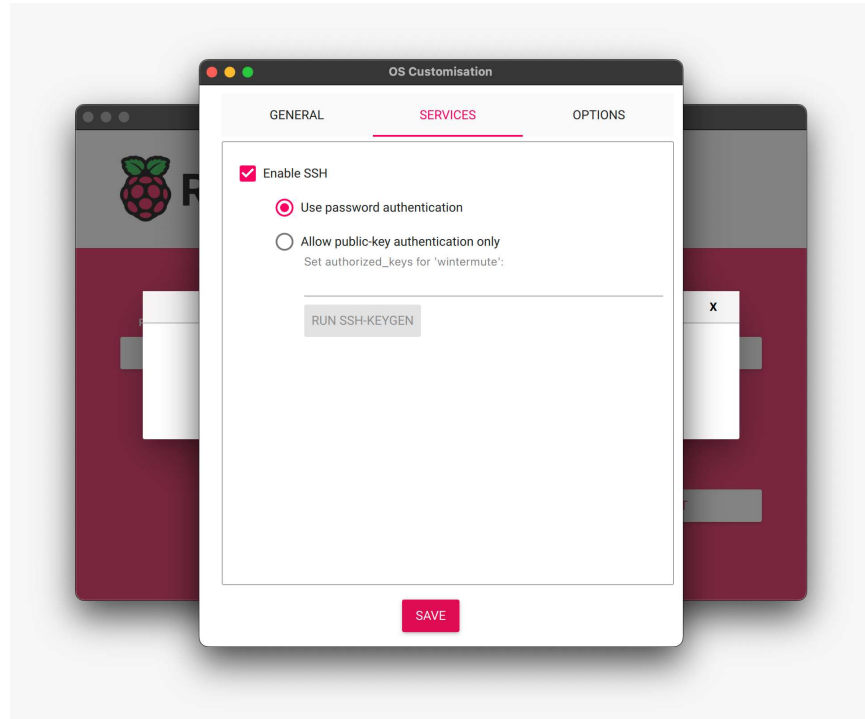 OS Customisation
GENERAL SERVICES OPTIONS
Enable SSH
Use password authentication
Allow public-key authentication only
Set authorized_keys for 'wintermute':
X
RUN SSH-KEYGEN
SAVE